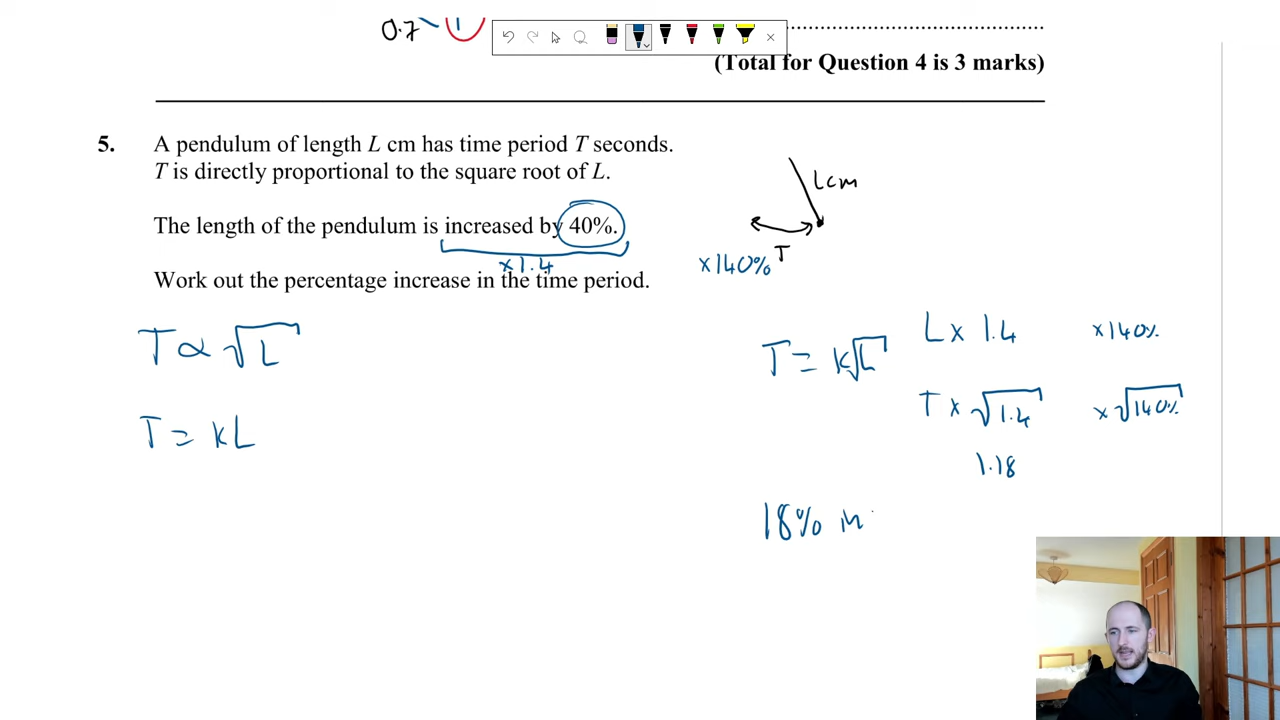 0.7 1
(Total for Question 4 is 3 marks)
5. A pendulum of length L cm has time period T seconds.
T is directly proportional to the square root of L.
The length of the pendulum is increased by 40%.
×1.4
Work out the percentage increase in the time period.
Lcm
T
×140%
T ∝ √L
T = kL
T = k√L
L × 1.4 ×140%
T × √1.4 ×√140%
1.18
18% in